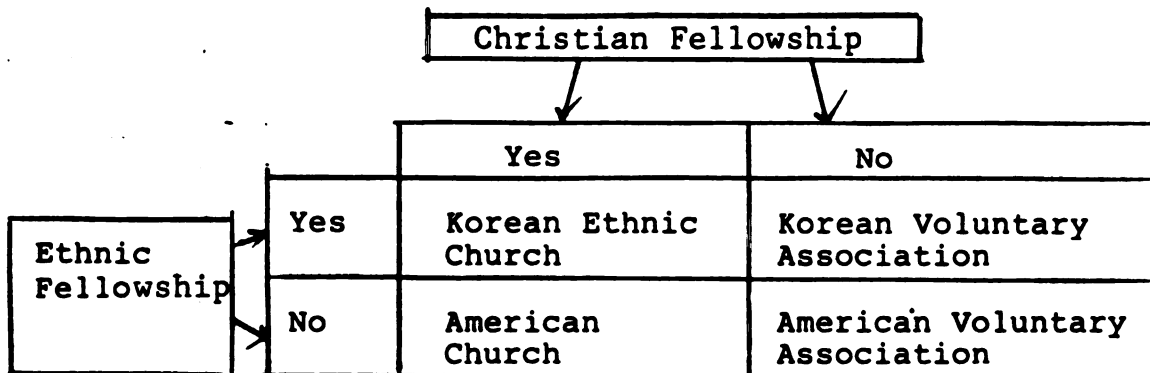 Christian Fellowship
Yes No
Yes Korean Ethnic Korean Voluntary
Church Association
Ethnic
Fellowship
No American American Voluntary
Church Association